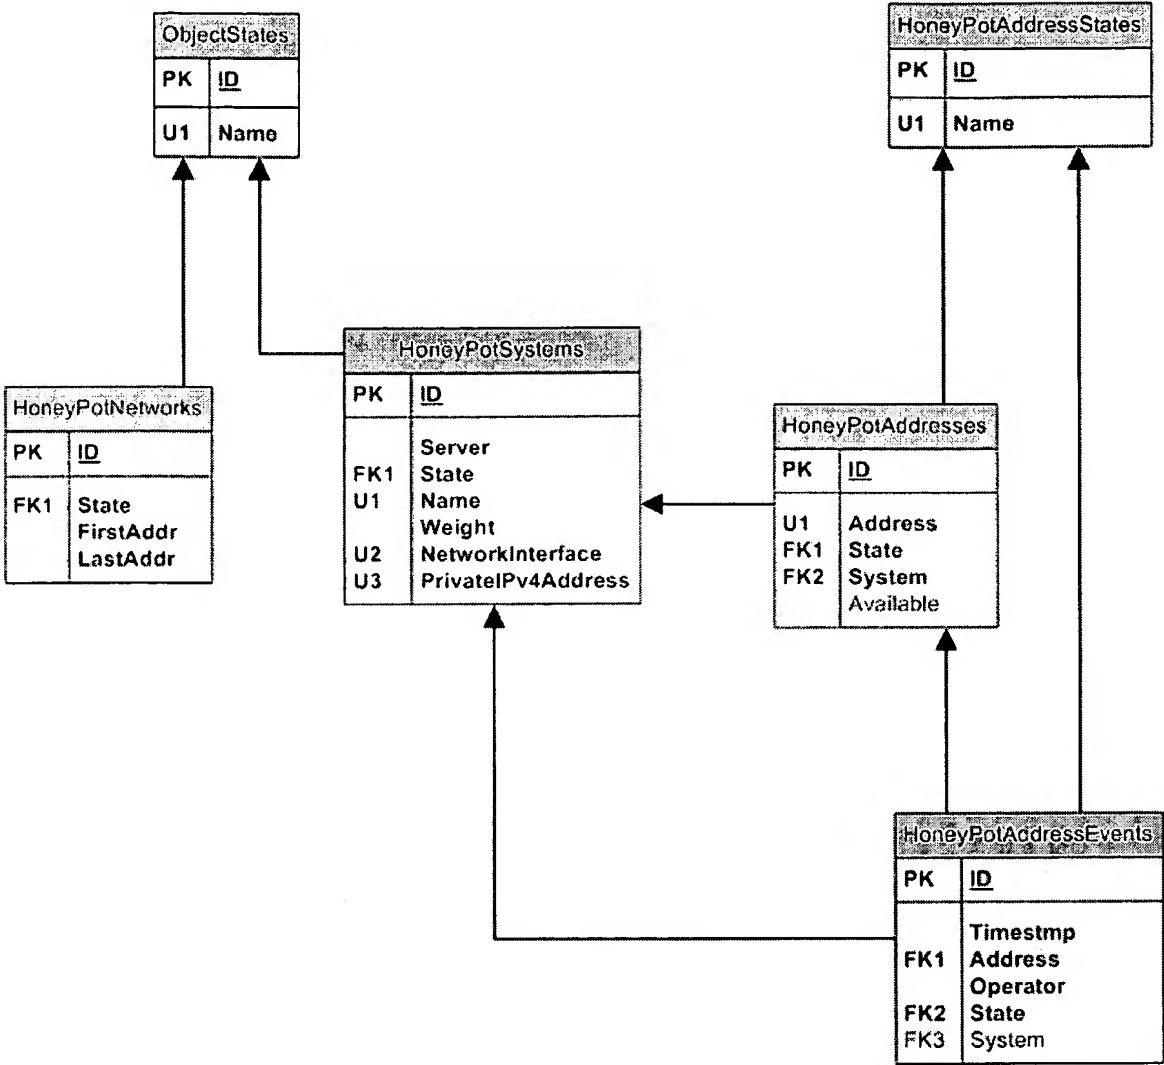 ObjectStates
PK ID
U1 Name
HoneyPotAddressStates
PK ID
U1 Name
HoneyPotSystems
PK ID
Server
FK1 State
U1 Name
Weight
U2 NetworkInterface
U3 PrivateIPv4Address
HoneyPotNetworks
PK ID
FK1 State
FirstAddr
LastAddr
HoneyPotAddresses
PK ID
U1 Address
FK1 State
FK2 System
Available
HoneyPotAddressEvents
PK ID
Timestmp
FK1 Address
Operator
FK2 State
FK3 System